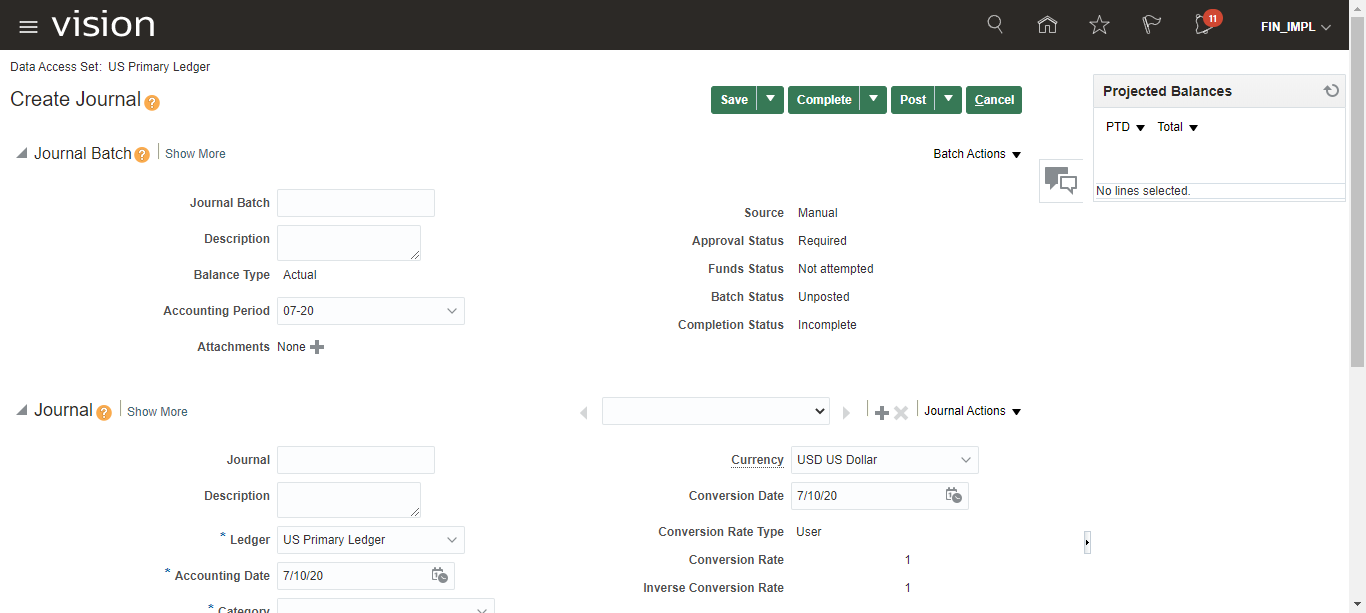 vision
11
FIN_IMPL
Data Access Set: US Primary Ledger
Create Journal ?
Save Complete Post Cancel
Projected Balances
PTD Total
No lines selected.
Journal Batch ? Show More
Batch Actions
Journal Batch
Description
Balance Type Actual
Accounting Period 07-20
Attachments None
Source Manual
Approval Status Required
Funds Status Not attempted
Batch Status Unposted
Completion Status Incomplete
Journal ? Show More
Journal Actions
Journal
Description
* Ledger US Primary Ledger
* Accounting Date 7/10/20
* Category
Currency USD US Dollar
Conversion Date 7/10/20
Conversion Rate Type User
Conversion Rate 1
Inverse Conversion Rate 1